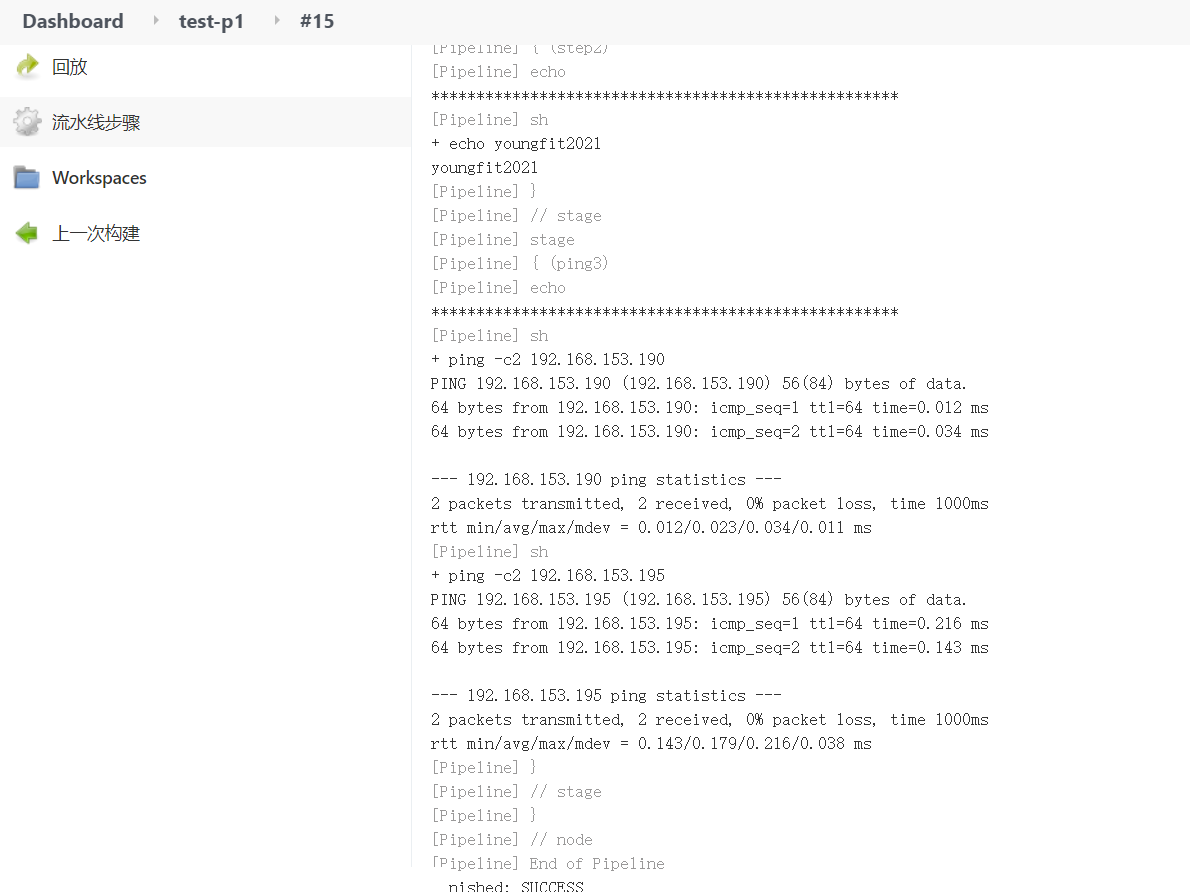 Dashboard
test-p1
#15
回放
流水线步骤
Workspaces
上一次构建
[Pipeline] { (step2)
[Pipeline] echo
****************************************************
[Pipeline] sh
+ echo youngfit2021
youngfit2021
[Pipeline] }
[Pipeline] // stage
[Pipeline] stage
[Pipeline] { (ping3)
[Pipeline] echo
****************************************************
[Pipeline] sh
+ ping -c2 192.168.153.190
PING 192.168.153.190 (192.168.153.190) 56(84) bytes of data.
64 bytes from 192.168.153.190: icmp_seq=1 ttl=64 time=0.012 ms
64 bytes from 192.168.153.190: icmp_seq=2 ttl=64 time=0.034 ms
--- 192.168.153.190 ping statistics ---
2 packets transmitted, 2 received, 0% packet loss, time 1000ms
rtt min/avg/max/mdev = 0.012/0.023/0.034/0.011 ms
[Pipeline] sh
+ ping -c2 192.168.153.195
PING 192.168.153.195 (192.168.153.195) 56(84) bytes of data.
64 bytes from 192.168.153.195: icmp_seq=1 ttl=64 time=0.216 ms
64 bytes from 192.168.153.195: icmp_seq=2 ttl=64 time=0.143 ms
--- 192.168.153.195 ping statistics ---
2 packets transmitted, 2 received, 0% packet loss, time 1000ms
rtt min/avg/max/mdev = 0.143/0.179/0.216/0.038 ms
[Pipeline] }
[Pipeline] // stage
[Pipeline] }
[Pipeline] // node
[Pipeline] End of Pipeline
nished: SUCCESS